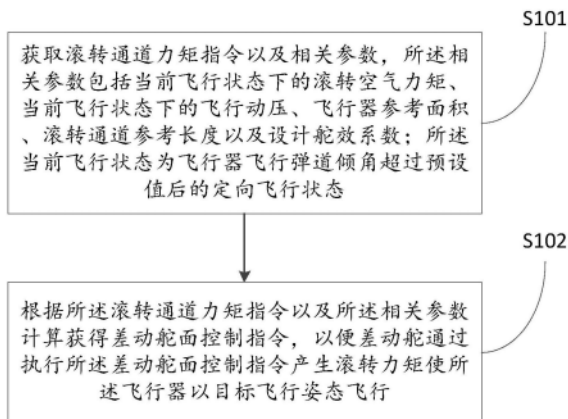 S101
获取滚转通道力矩指令以及相关参数，所述相
关参数包括当前飞行状态下的滚转空气力矩、
当前飞行状态下的飞行动压、飞行器参考面积
、滚转通道参考长度以及设计舵效系数；所述
当前飞行状态为飞行器飞行弹道倾角超过预设
值后的定向飞行状态
S102
根据所述滚转通道力矩指令以及所述相关参数
计算获得差动舵面控制指令，以便差动舵通过
执行所述差动舵面控制指令产生滚转力矩使所
述飞行器以目标飞行姿态飞行